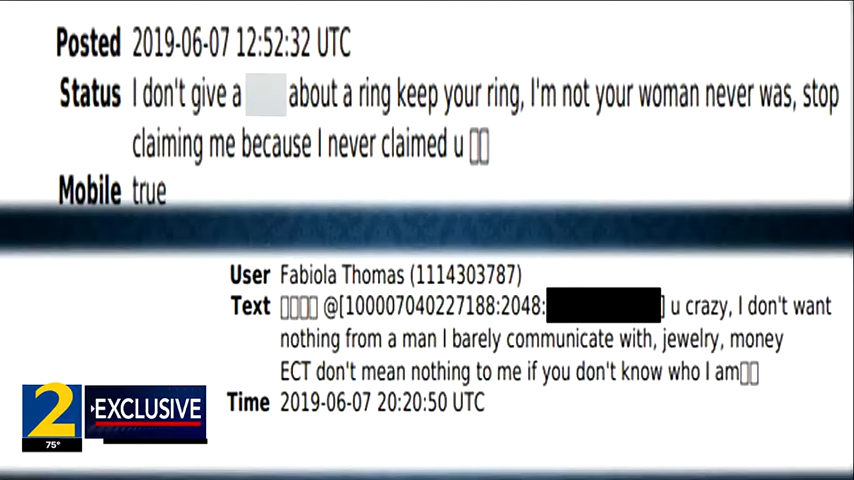 Posted 2019-06-07 12:52:32 UTC
Status I don't give a about a ring keep your ring, I'm not your woman never was, stop
claiming me because I never claimed u
Mobile true
User Fabiola Thomas (1114303787)
Text @[100007040227188:2048: ] u crazy, I don't want
nothing from a man I barely communicate with, jewelry, money
ECT don't mean nothing to me if you don't know who I am
Time 2019-06-07 20:20:50 UTC
2 EXCLUSIVE
75°